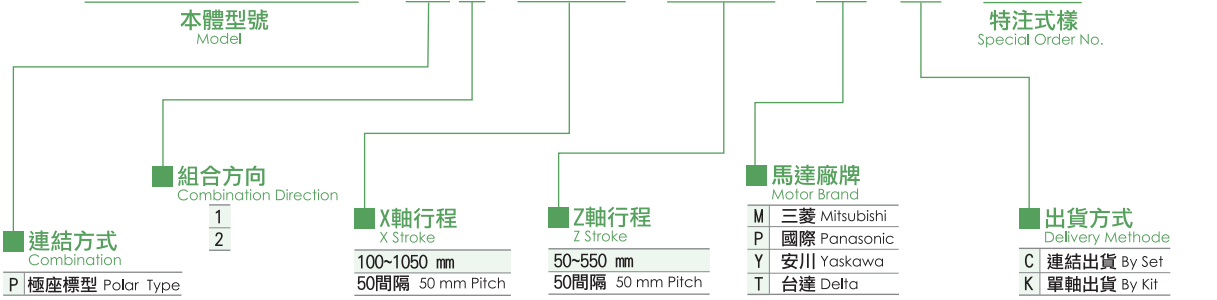 本體型號
Model
特注式樣
Special Order No.
連結方式
Combination
P 極座標型 Polar Type
組合方向
Combination Direction
1
2
X軸行程
X Stroke
100~1050 mm
50間隔 50 mm Pitch
Z軸行程
Z Stroke
50~550 mm
50間隔 50 mm Pitch
馬達廠牌
Motor Brand
M 三菱 Mitsubishi
P 國際 Panasonic
Y 安川 Yaskawa
T 台達 Delta
出貨方式
Delivery Methode
C 連結出貨 By Set
K 單軸出貨 By Kit